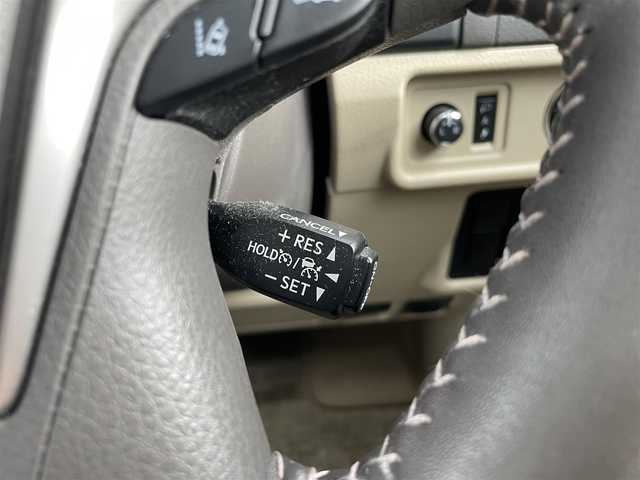 CANCEL
+ RES
HOLD /
− SET